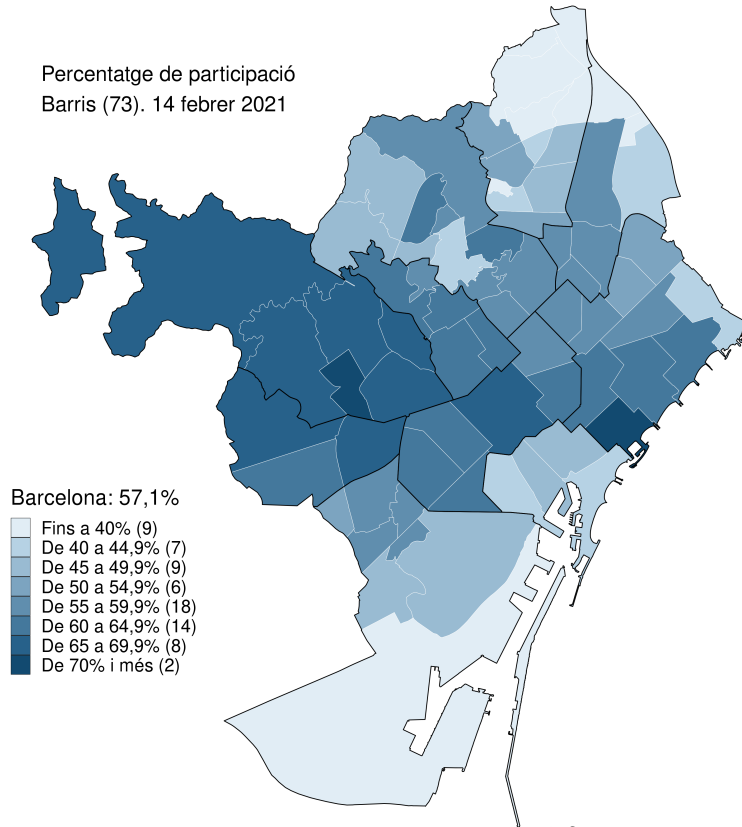 Percentatge de participació
Barris (73). 14 febrer 2021
Barcelona: 57,1%
Fins a 40% (9)
De 40 a 44,9% (7)
De 45 a 49,9% (9)
De 50 a 54,9% (6)
De 55 a 59,9% (18)
De 60 a 64,9% (14)
De 65 a 69,9% (8)
De 70% i més (2)